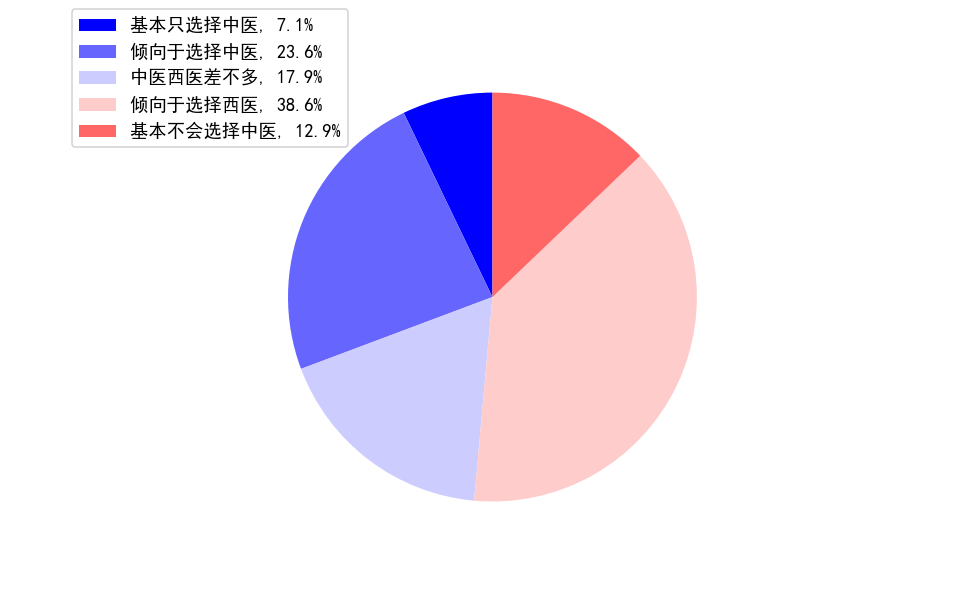 基本只选择中医, 7.1%
倾向于选择中医, 23.6%
中医西医差不多, 17.9%
倾向于选择西医, 38.6%
基本不会选择中医, 12.9%